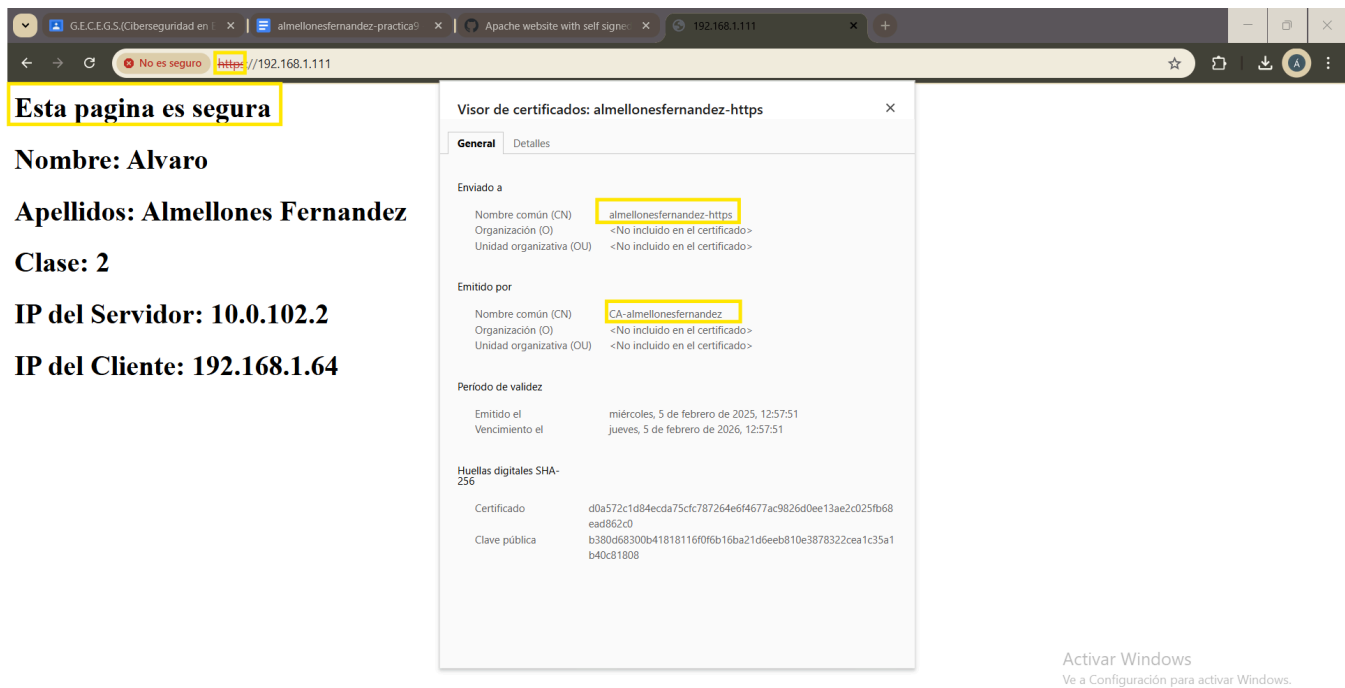 G.E.C.E.G.S.(Ciberseguridad en E
almellonesfernandez-practica9
Apache website with self signed
192.168.1.111
No es seguro
https://192.168.1.111
Esta pagina es segura
Nombre: Alvaro
Apellidos: Almellones Fernandez
Clase: 2
IP del Servidor: 10.0.102.2
IP del Cliente: 192.168.1.64
Visor de certificados: almellonesfernandez-https
General Detalles
Enviado a
Nombre común (CN) almellonesfernandez-https
Organización (O) <No incluido en el certificado>
Unidad organizativa (OU) <No incluido en el certificado>
Emitido por
Nombre común (CN) CA-almellonesfernandez
Organización (O) <No incluido en el certificado>
Unidad organizativa (OU) <No incluido en el certificado>
Período de validez
Emitido el miércoles, 5 de febrero de 2025, 12:57:51
Vencimiento el jueves, 5 de febrero de 2026, 12:57:51
Huellas digitales SHA-
256
Certificado d0a572c1d84ecda75cfc787264e6f4677ac9826d0ee13ae2c025fb68
ead862c0
Clave pública b380d68300b41818116f0f6b16ba21d6eeb810e3878322cea1c35a1
b40c81808
Activar Windows
Ve a Configuración para activar Windows.